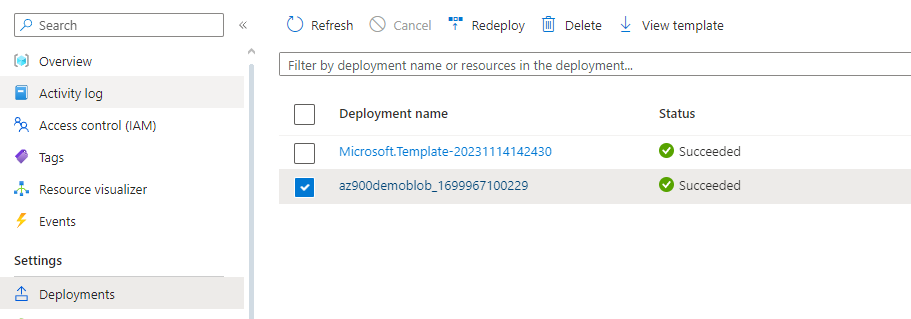 Search
«
Overview
Activity log
Access control (IAM)
Tags
Resource visualizer
Events
Settings
Deployments
Refresh Cancel Redeploy Delete View template
Filter by deployment name or resources in the deployment...
Deployment name Status
Microsoft.Template-20231114142430 Succeeded
az900demoblob_1699967100229 Succeeded